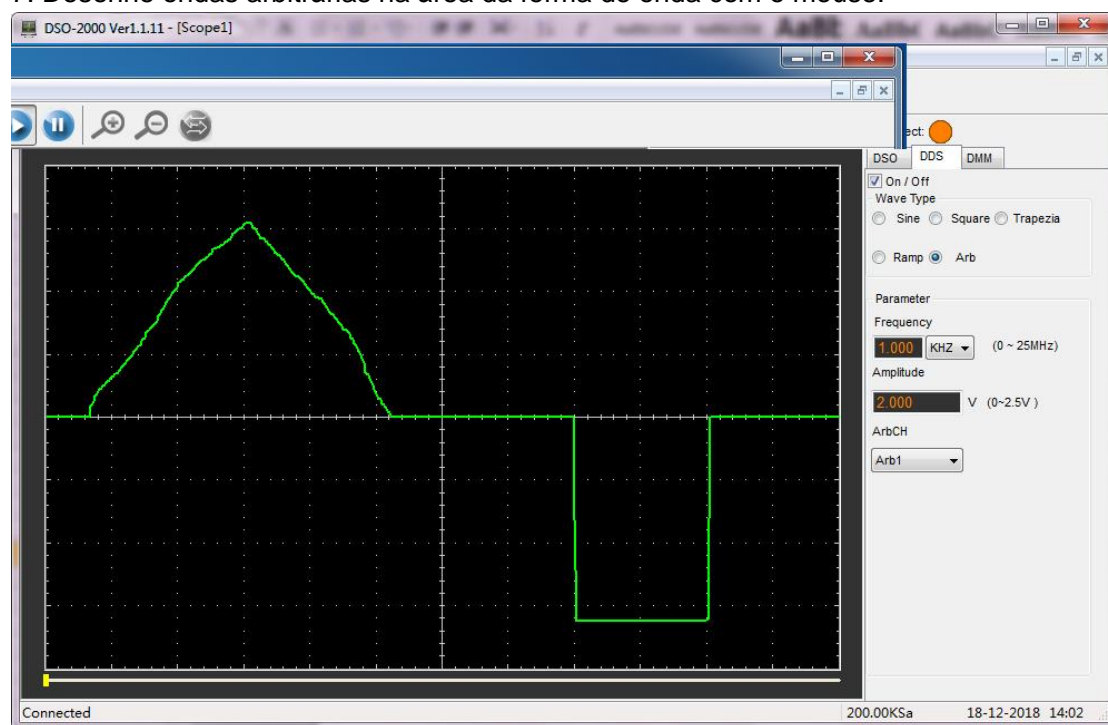 DSO-2000 Ver1.1.11 - [Scope1]
ect:
DSO DDS DMM
On / Off
Wave Type
Sine Square Trapezia
Ramp Arb
Parameter
Frequency
1.000 KHZ (0 ~ 25MHz)
Amplitude
2.000 V (0~2.5V )
ArbCH
Arb1
Connected 200.00KSa 18-12-2018 14:02